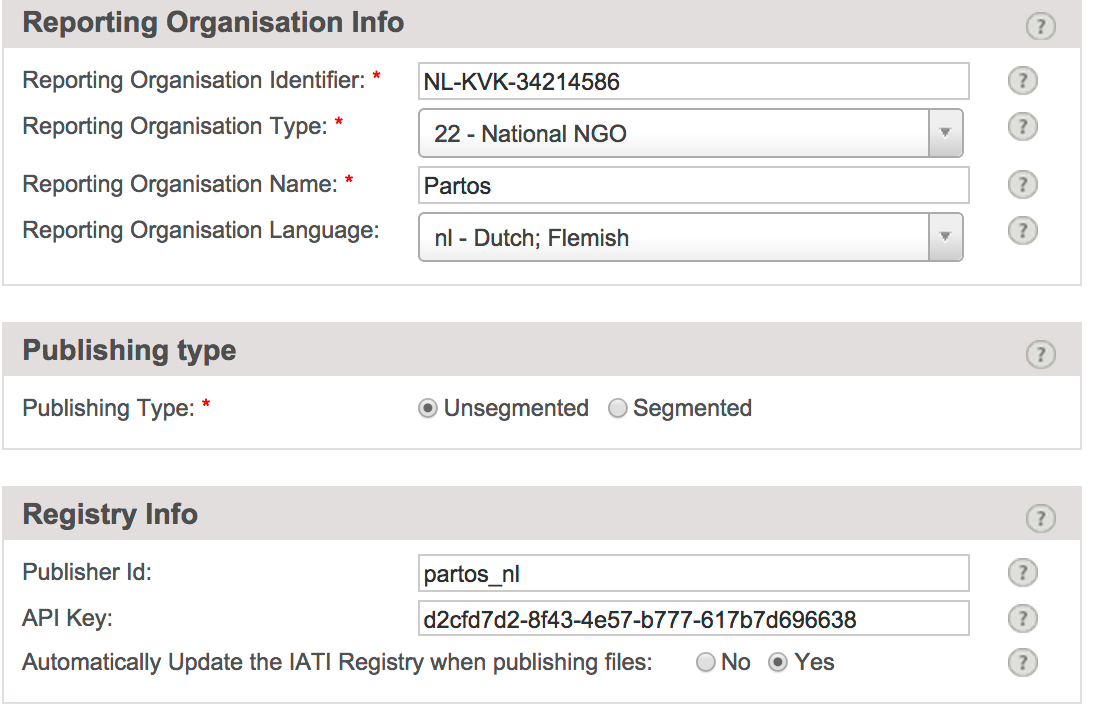 Reporting Organisation Info ?
Reporting Organisation Identifier: * NL-KVK-34214586 ?
Reporting Organisation Type: * 22 - National NGO ?
Reporting Organisation Name: * Partos ?
Reporting Organisation Language: nl - Dutch; Flemish ?
Publishing type ?
Publishing Type: * Unsegmented Segmented
Registry Info ?
Publisher Id: partos_nl ?
API Key: d2cfd7d2-8f43-4e57-b777-617b7d696638 ?
Automatically Update the IATI Registry when publishing files: No Yes ?